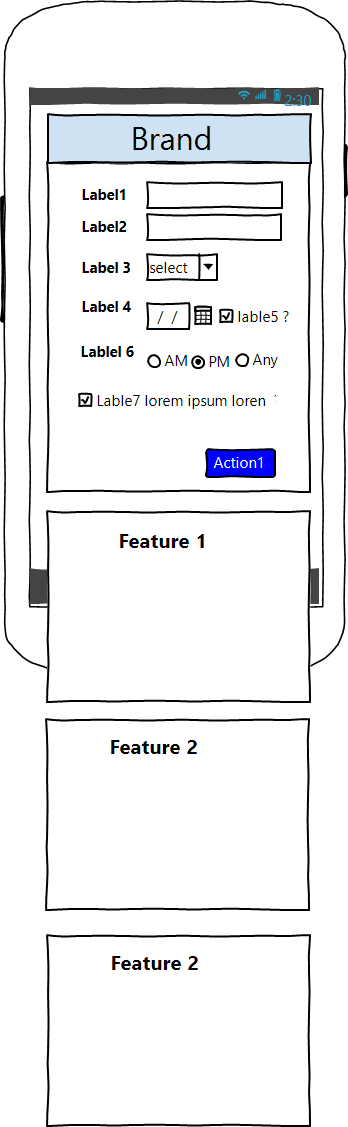 2:30
Brand
Label1
Label2
Label 3 select
Label 4 / / lable5 ?
Lablel 6 AM PM Any
Lable7 lorem ipsum loren
Action1
Feature 1
Feature 2
Feature 2